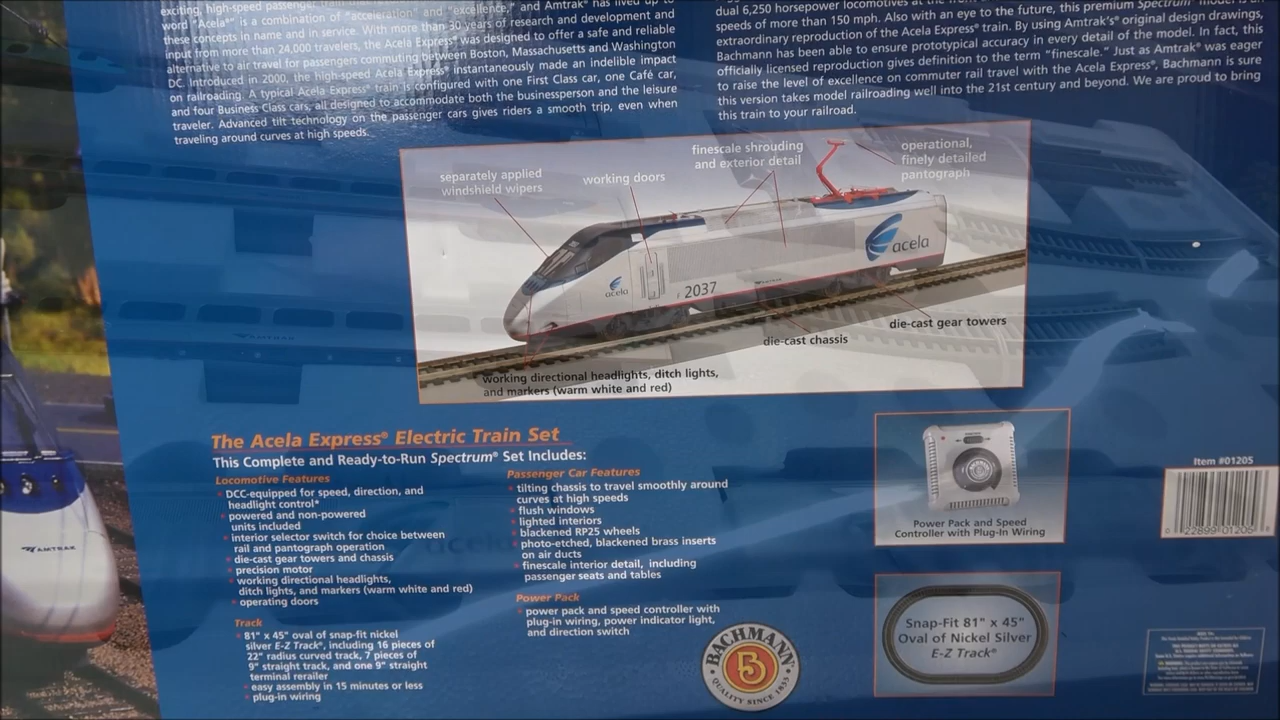 exciting, high-speed passenger
word "Acela®" is a combination of "acceleration" and "excellence," and Amtrak® has lived up to
these concepts in name and in service. With more than 30 years of research and development and
input from more than 24,000 travelers, the Acela Express® was designed to offer a safe and reliable
alternative to air travel for passengers commuting between Boston, Massachusetts and Washington
DC. Introduced in 2000, the high-speed Acela Express® instantaneously made an indelible impact
on railroading. A typical Acela Express® train is configured with one First Class car, one Café car,
and four Business Class cars, all designed to accommodate both the businessperson and the leisure
traveler. Advanced tilt technology on the passenger cars gives riders a smooth trip, even when
traveling around curves at high speeds.
dual 6,250 horsepower locomotives at the
speeds of more than 150 mph. Also with an eye to the future, this premium Spectrum® model is an
extraordinary reproduction of the Acela Express® train. By using Amtrak's® original design drawings,
Bachmann has been able to ensure prototypical accuracy in every detail of the model. In fact, this
officially licensed reproduction gives definition to the term "finescale." Just as Amtrak® was eager
to raise the level of excellence on commuter rail travel with the Acela Express®, Bachmann is sure
this version takes model railroading well into the 21st century and beyond. We are proud to bring
this train to your railroad.
separately applied
windshield wipers
working doors
finescale shrouding
and exterior detail
operational,
finely detailed
pantograph
acela
acela
2037
die-cast gear towers
die-cast chassis
working directional headlights, ditch lights,
and markers (warm white and red)
The Acela Express® Electric Train Set
This Complete and Ready-to-Run Spectrum® Set Includes:
Locomotive Features
DCC-equipped for speed, direction, and
headlight control*
powered and non-powered
units included
interior selector switch for choice between
rail and pantograph operation
die-cast gear towers and chassis
precision motor
working directional headlights,
ditch lights, and markers (warm white and red)
operating doors
Track
81" x 45" oval of snap-fit nickel
silver E-Z Track®, including 16 pieces of
22" radius curved track, 7 pieces of
9" straight track, and one 9" straight
terminal rerailer
easy assembly in 15 minutes or less
plug-in wiring
Passenger Car Features
tilting chassis to travel smoothly around
curves at high speeds
flush windows
lighted interiors
blackened RP25 wheels
photo-etched, blackened brass inserts
on air ducts
finescale interior detail, including
passenger seats and tables
Power Pack
power pack and speed controller with
plug-in wiring, power indicator light,
and direction switch
BACHMANN
QUALITY SINCE 1833
Power Pack and Speed
Controller with Plug-In Wiring
Snap-Fit 81" x 45"
Oval of Nickel Silver
E-Z Track®
Item #01205
0 22899 01205 8
AMTRAK